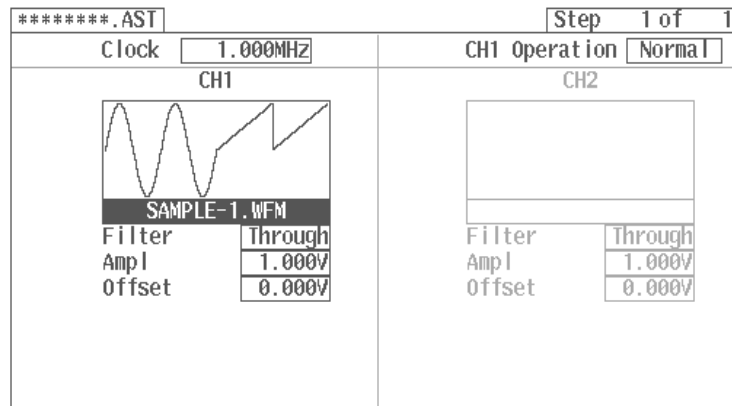 ********.AST Step 1 of 1
Clock 1.000MHz CH1 Operation Normal
CH1 CH2
SAMPLE-1.WFM
Filter Through Filter Through
Ampl 1.000V Ampl 1.000V
Offset 0.000V Offset 0.000V